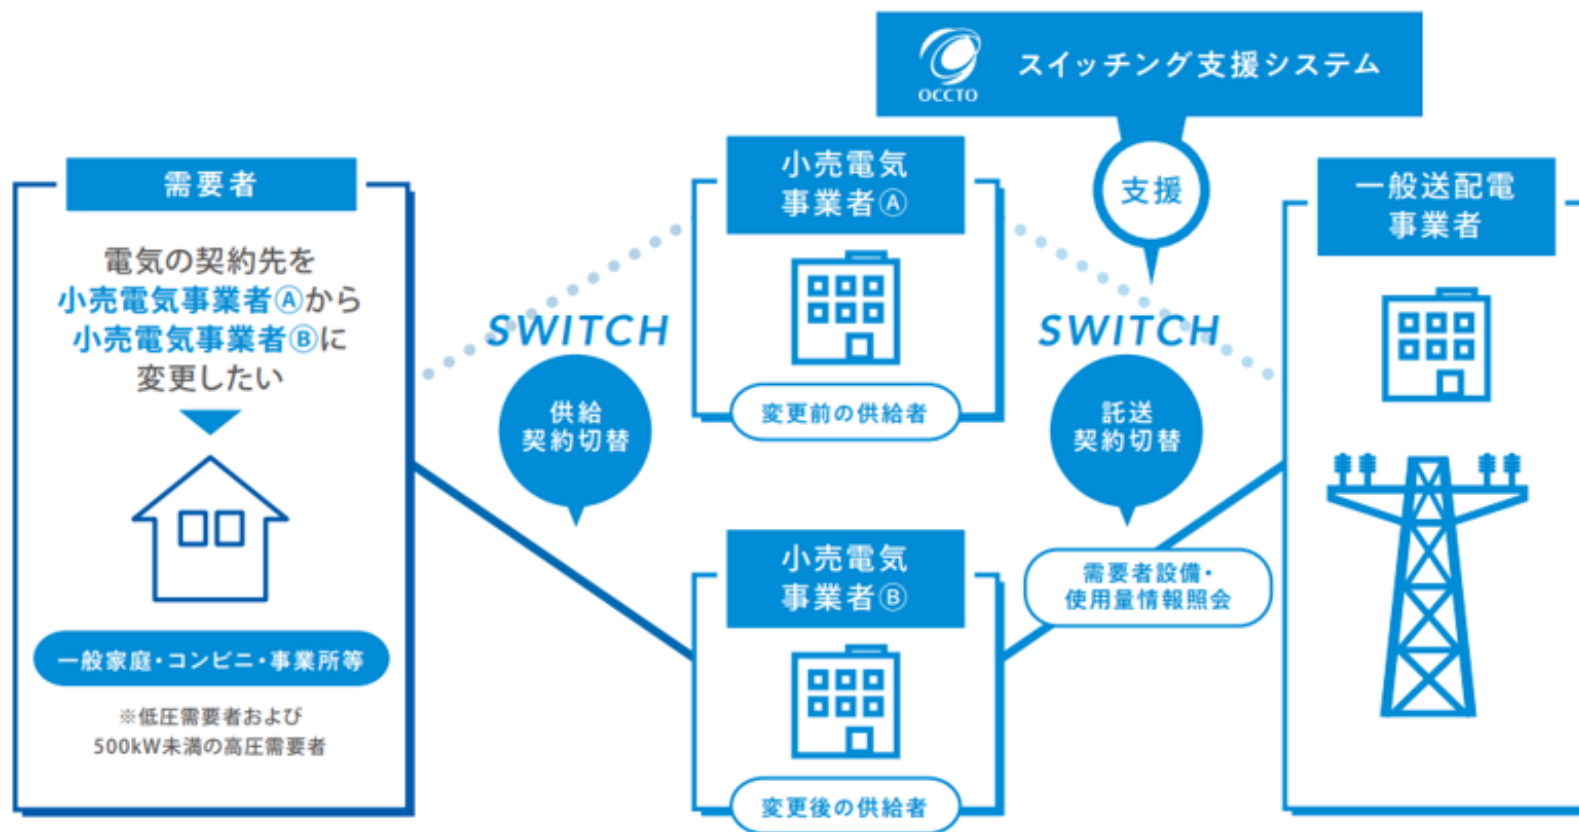 OCCTO
スイッチング支援システム
支援
需要者
電気の契約先を
小売電気事業者Ⓐから
小売電気事業者Ⓑに
変更したい
一般家庭・コンビニ・事業所等
※低圧需要者および
500kW未満の高圧需要者
SWITCH
供給
契約切替
小売電気
事業者Ⓐ
変更前の供給者
小売電気
事業者Ⓑ
変更後の供給者
SWITCH
託送
契約切替
需要者設備・
使用量情報照会
一般送配電
事業者